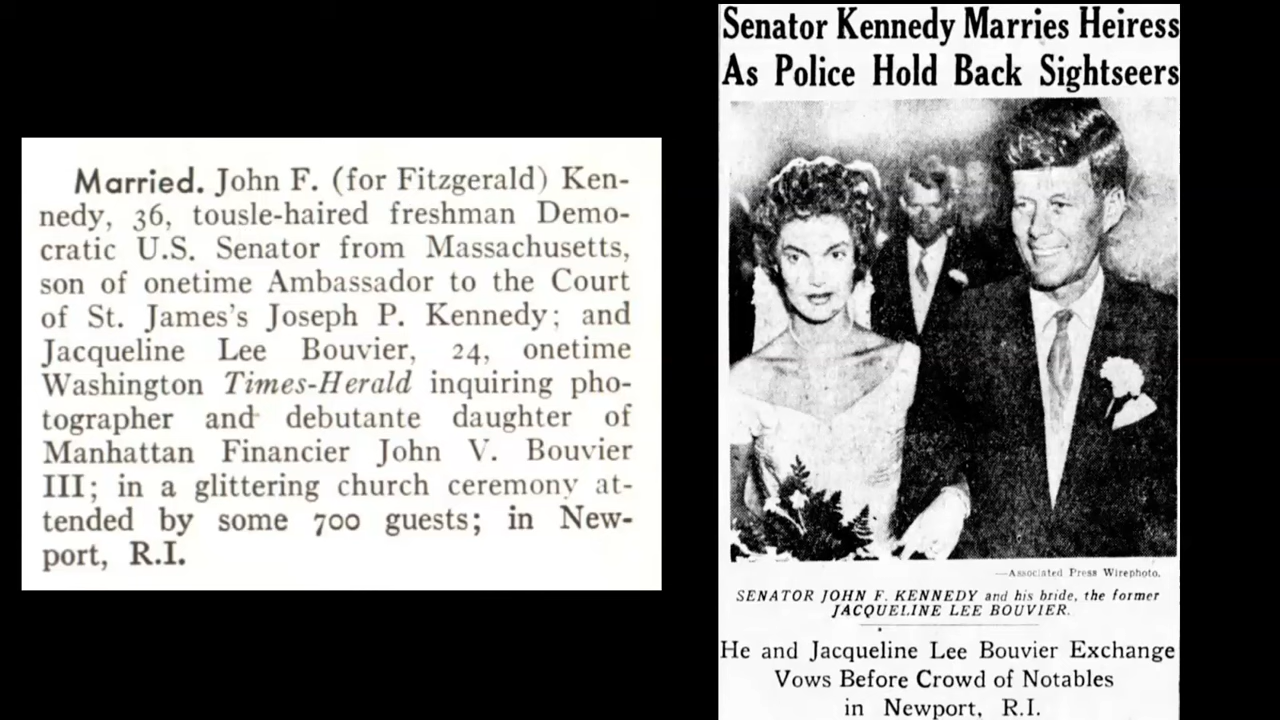 Married. John F. (for Fitzgerald) Ken-
nedy, 36, tousle-haired freshman Demo-
cratic U.S. Senator from Massachusetts,
son of onetime Ambassador to the Court
of St. James's Joseph P. Kennedy; and
Jacqueline Lee Bouvier, 24, onetime
Washington Times-Herald inquiring pho-
tographer and debutante daughter of
Manhattan Financier John V. Bouvier
III; in a glittering church ceremony at-
tended by some 700 guests; in New-
port, R.I.
Senator Kennedy Marries Heiress
As Police Hold Back Sightseers
—Associated Press Wirephoto.
SENATOR JOHN F. KENNEDY and his bride, the former
JACQUELINE LEE BOUVIER.
He and Jacqueline Lee Bouvier Exchange
Vows Before Crowd of Notables
in Newport, R.I.